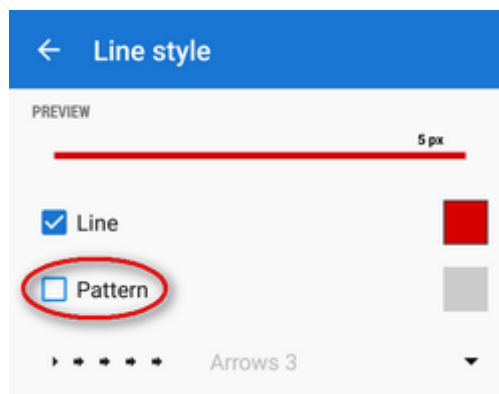 Line style
PREVIEW
5 px
Line
Pattern
Arrows 3